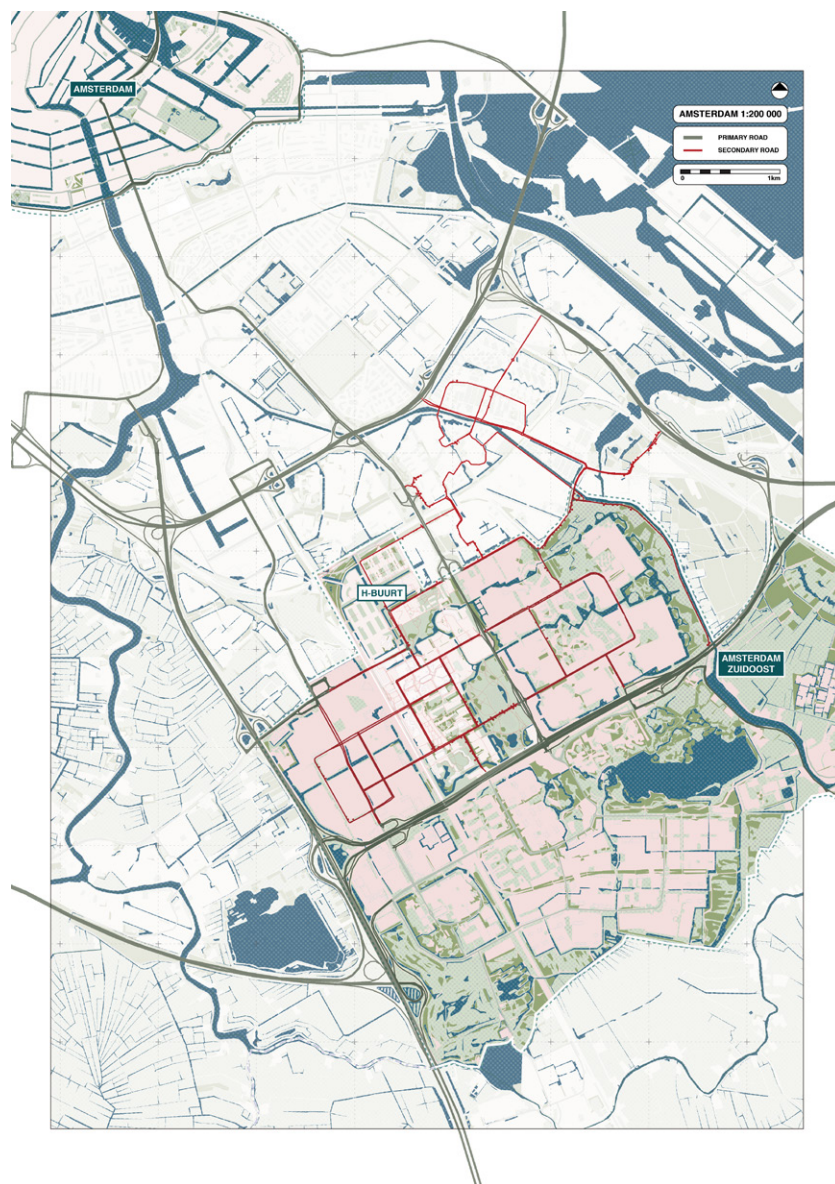 AMSTERDAM
AMSTERDAM 1:200 000
PRIMARY ROAD
SECONDARY ROAD
0 1km
H-BUURT
AMSTERDAM
ZUIDOOST